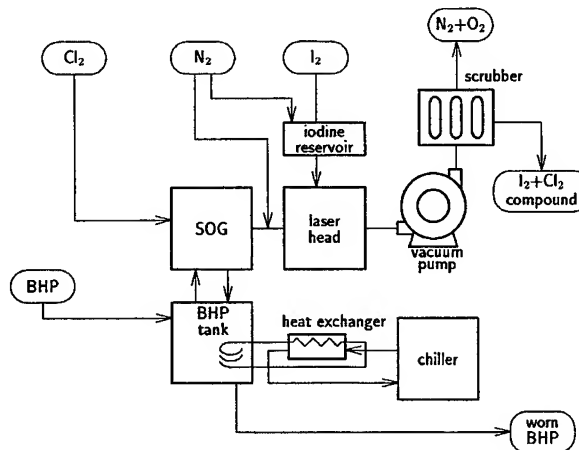 N₂+O₂
Cl₂
N₂
I₂
scrubber
iodine
reservoir
I₂+Cl₂
compound
SOG
laser
head
vacuum
pump
BHP
BHP
tank
heat exchanger
chiller
worn
BHP